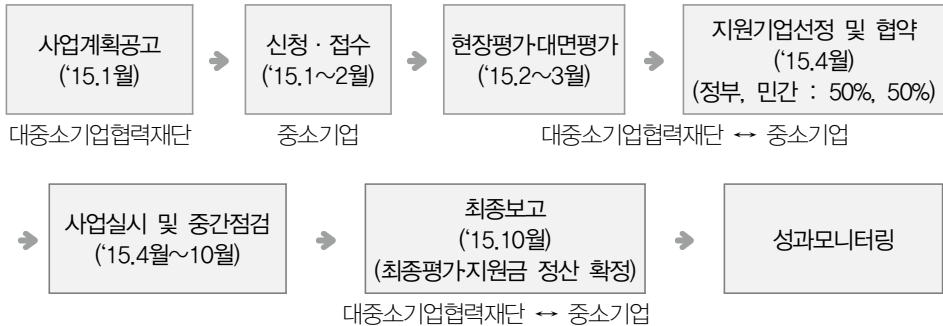 사업계획공고
(‘15.1월)
신청 · 접수
(‘15.1～2월)
현장평가·대면평가
(‘15.2～3월)
지원기업선정 및 협약
(‘15.4월)
(정부, 민간 : 50%, 50%)
대중소기업협력재단
중소기업
대중소기업협력재단 ↔ 중소기업
사업실시 및 중간점검
(‘15.4월～10월)
최종보고
(‘15.10월)
(최종평가·지원금 정산 확정)
성과모니터링
대중소기업협력재단 ↔ 중소기업